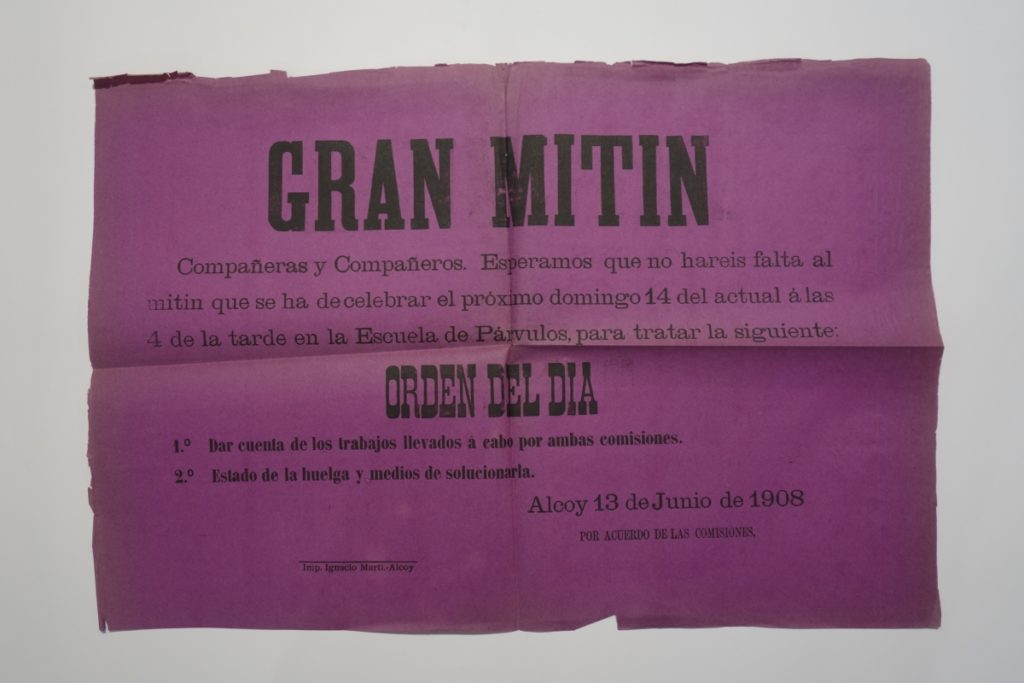 GRAN MITIN
Compañeras y Compañeros. Esperamos que no hareis falta al
mitin que se ha de celebrar el próximo domingo 14 del actual á las
4 de la tarde en la Escuela de Párvulos, para tratar la siguiente:
ORDEN DEL DIA
1.º Dar cuenta de los trabajos llevados á cabo por ambas comisiones.
2.º Estado de la huelga y medios de solucionarla.
Alcoy 13 de Junio de 1908
POR ACUERDO DE LAS COMISIONES,
Imp. Ignacio Martí.-Alcoy